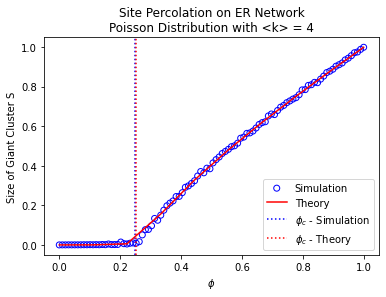 Site Percolation on ER Network
Poisson Distribution with <k> = 4
Size of Giant Cluster S
1.0
0.8
0.6
0.4
0.2
0.0
Simulation
Theory
ϕc - Simulation
ϕc - Theory
0.0 0.2 0.4 0.6 0.8 1.0
ϕ